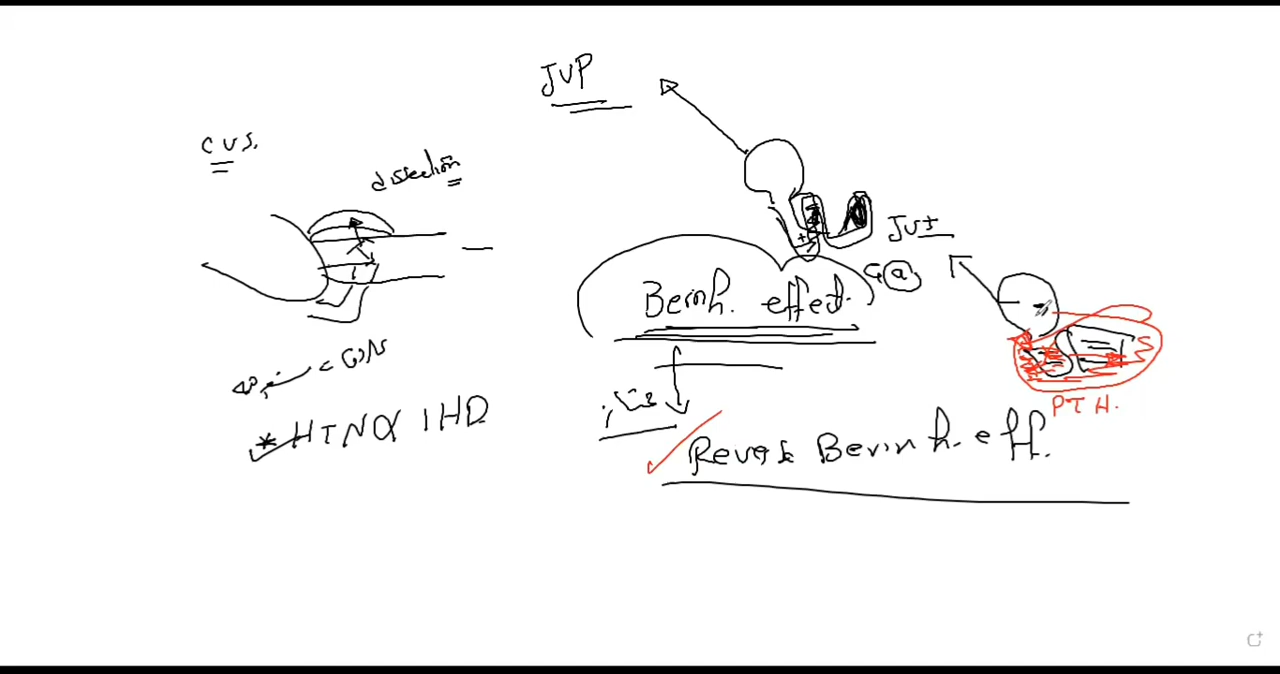 JVP
C V S.
dissection
JVP
a
Bernh. effect.
* HTN & IHD
PTH.
Reverse Bernh. eff.